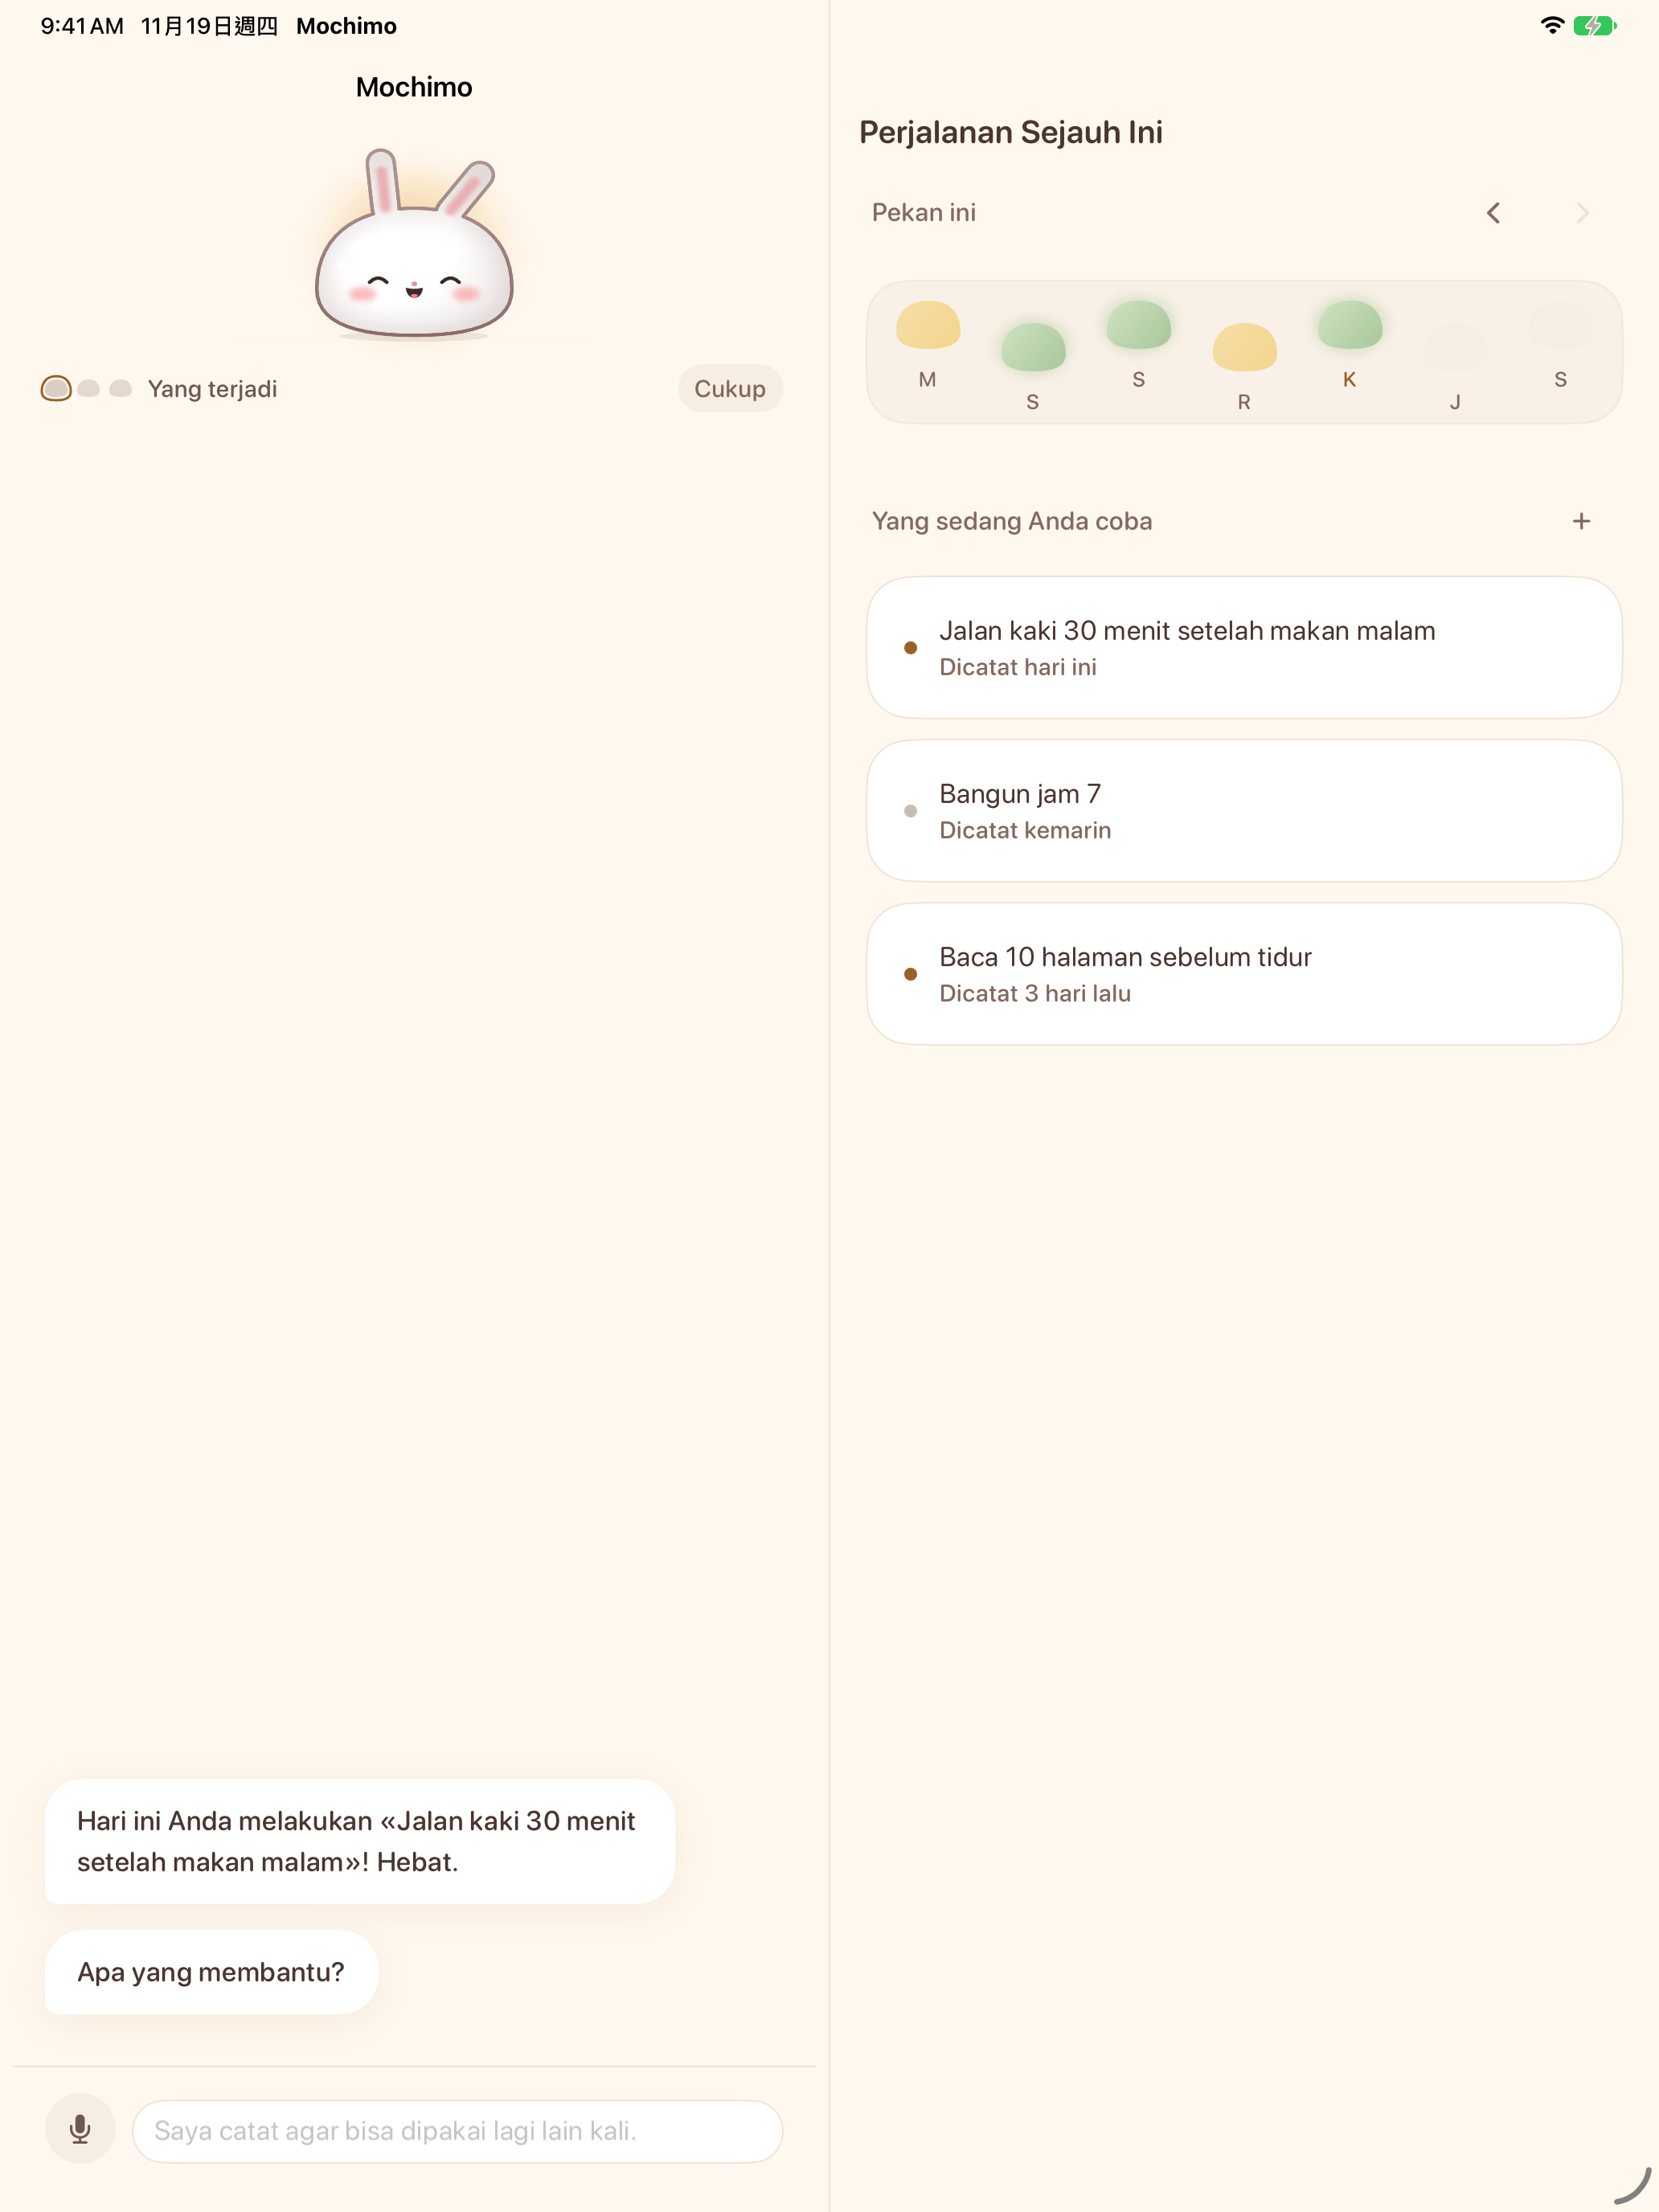 9:41 AM 11月19日週四 Mochimo
Mochimo
Yang terjadi
Cukup
Hari ini Anda melakukan «Jalan kaki 30 menit
setelah makan malam»! Hebat.
Apa yang membantu?
Saya catat agar bisa dipakai lagi lain kali.
Perjalanan Sejauh Ini
Pekan ini
M S S R K J S
Yang sedang Anda coba
Jalan kaki 30 menit setelah makan malam
Dicatat hari ini
Bangun jam 7
Dicatat kemarin
Baca 10 halaman sebelum tidur
Dicatat 3 hari lalu